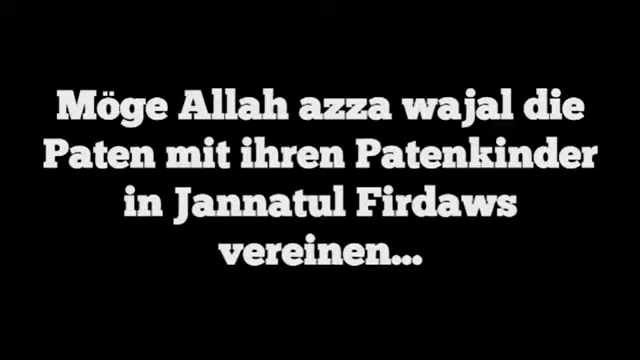 Möge Allah azza wajal die
Paten mit ihren Patenkinder
in Jannatul Firdaws
vereinen...